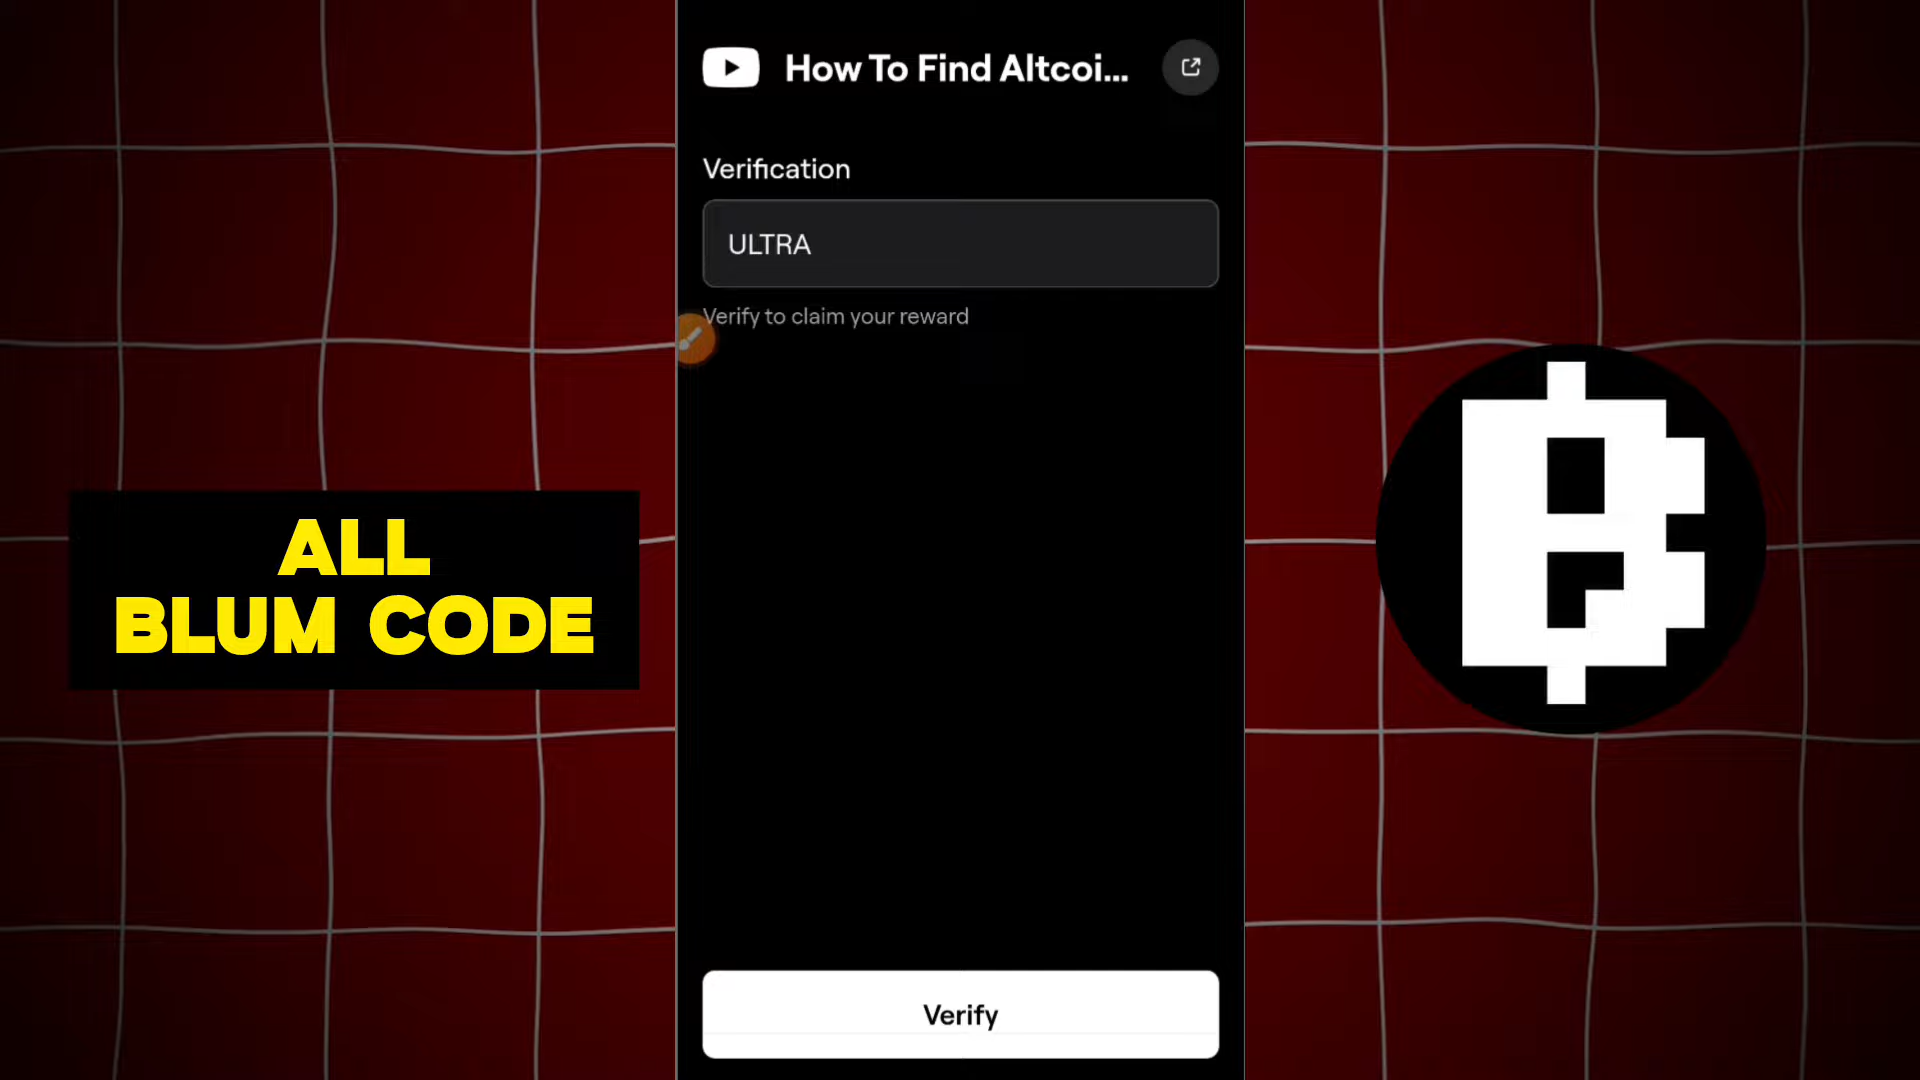 How To Find Altcoi...
Verification
ULTRA
Verify to claim your reward
ALL
BLUM CODE
Verify